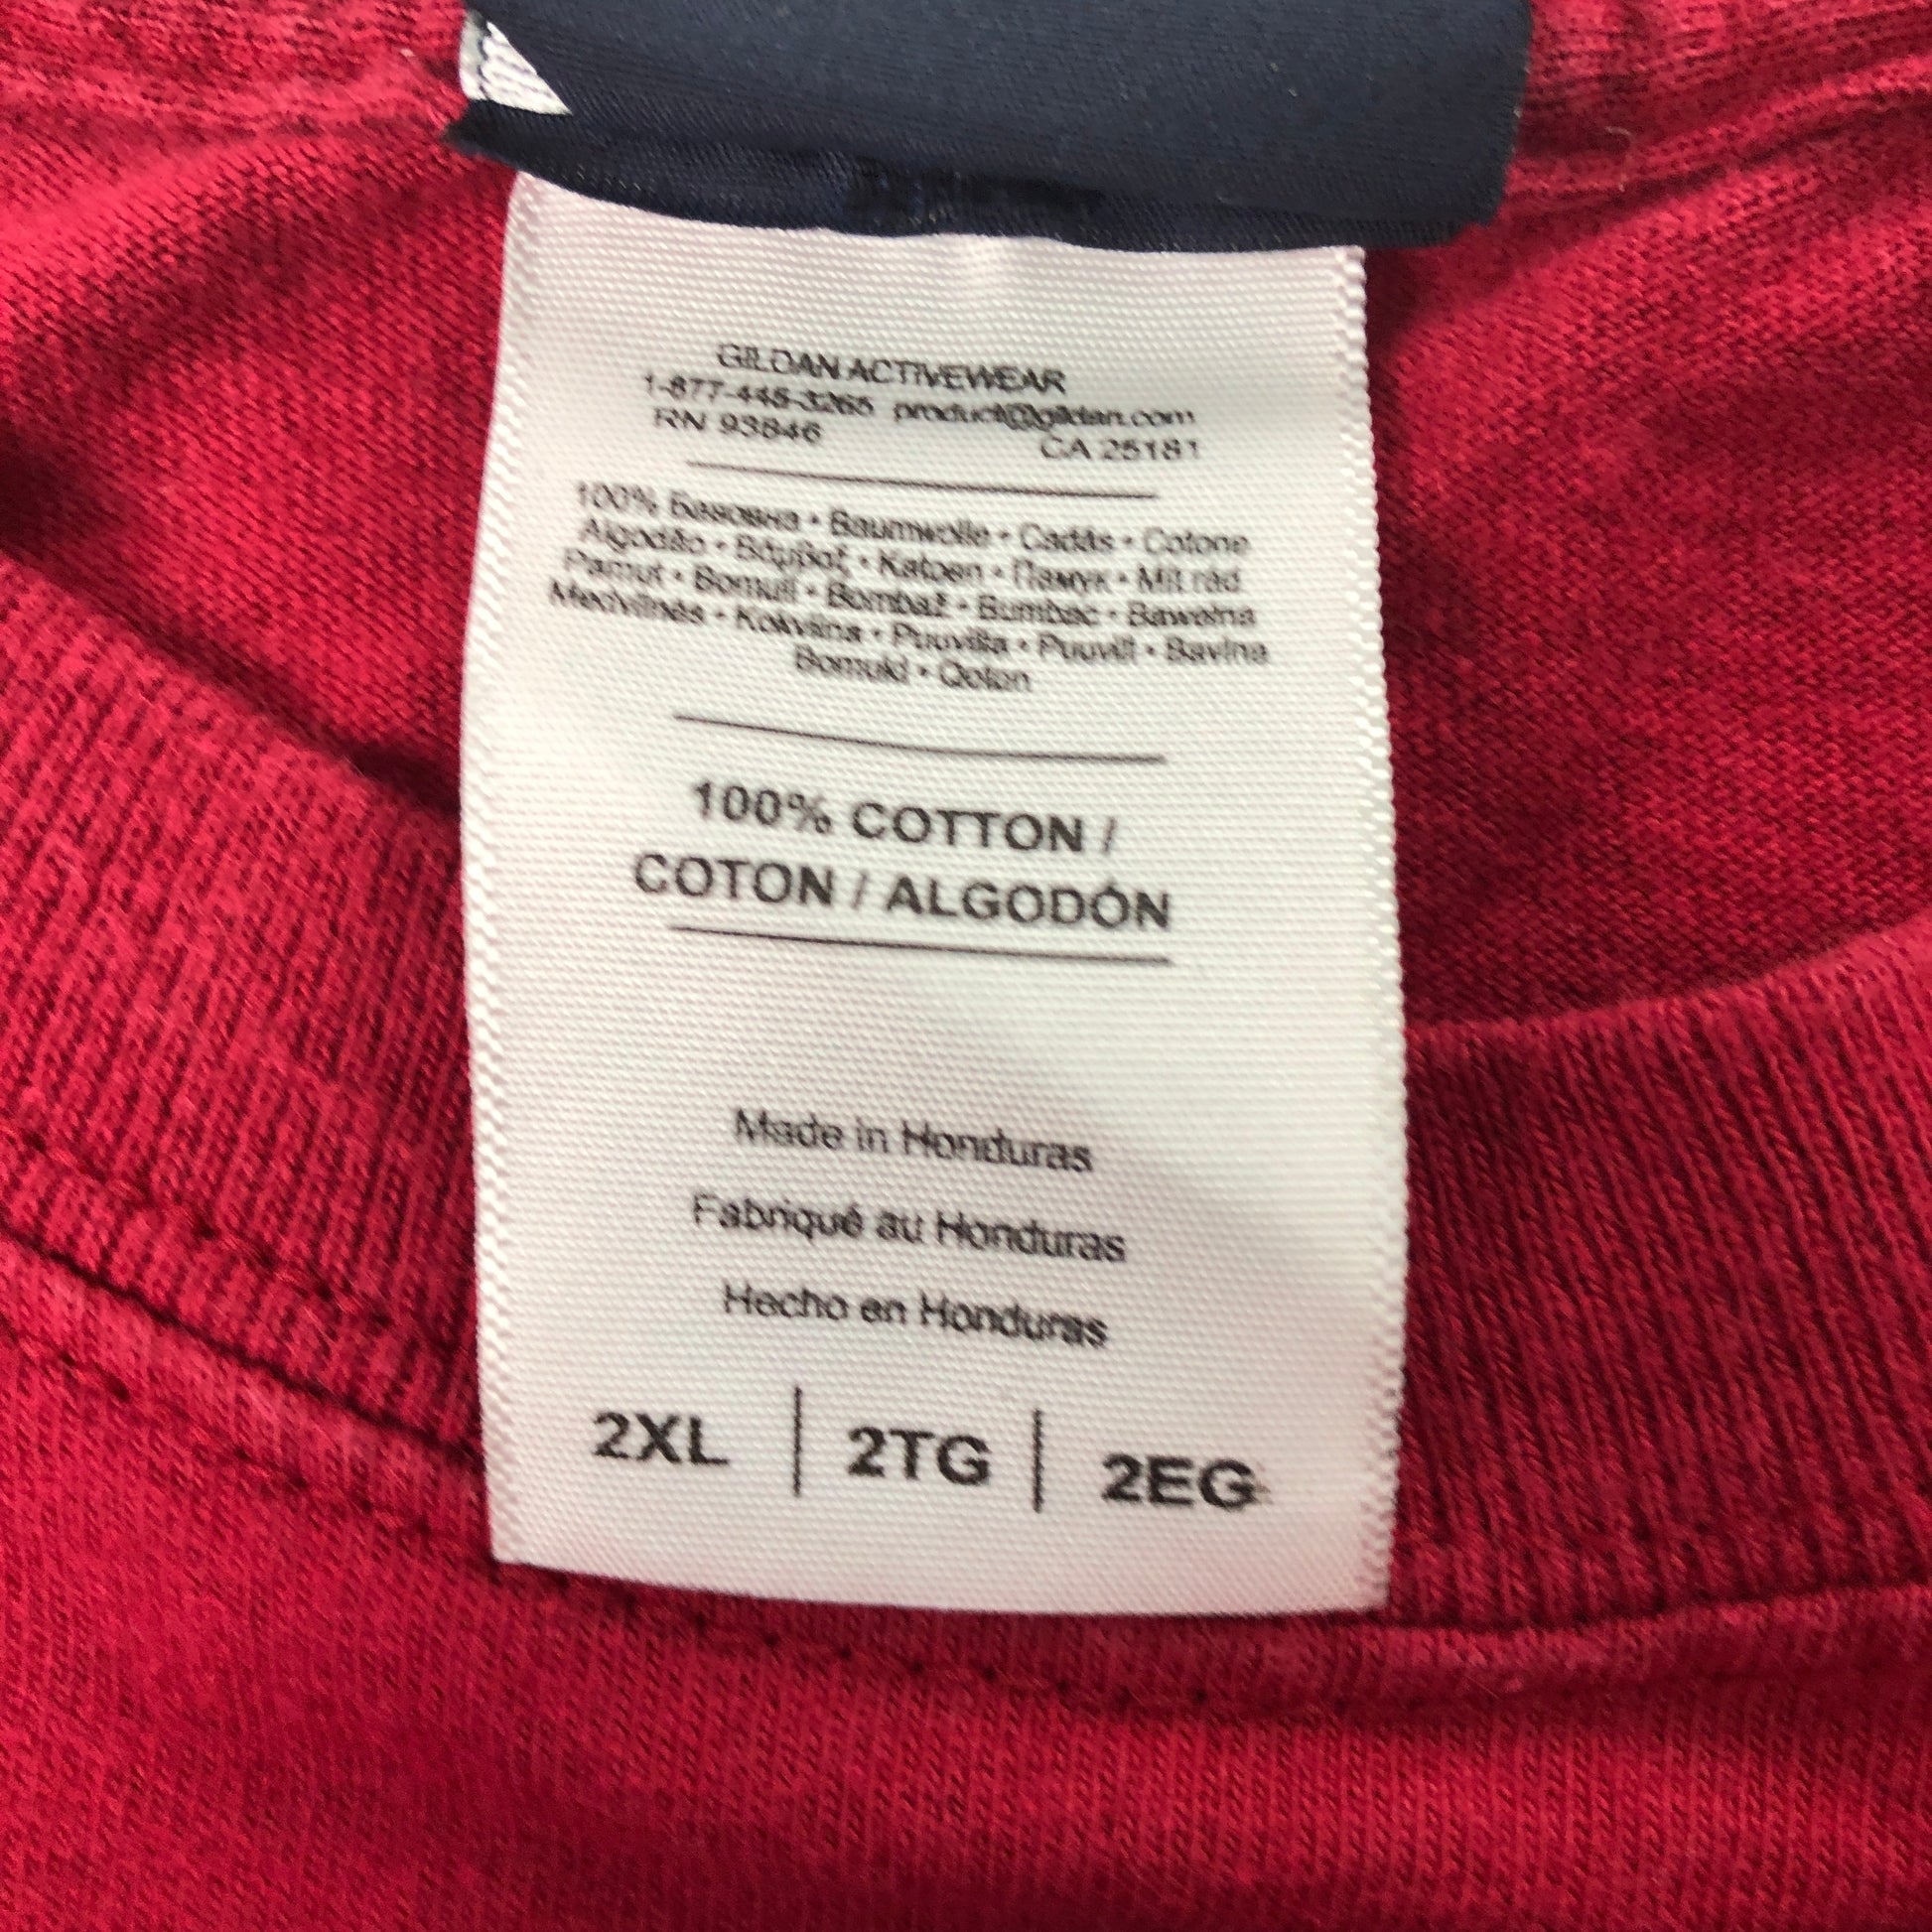 GILDAN ACTIVEWEAR
1-877-445-3265 product@gildan.com
RN 93846 CA 25181
100% Бавовна • Baumwolle • Cadás • Cotone
Algodão • Βάμβαξ • Katoen • Памук • Mit rād
Pamut • Bomull • Bombaž • Bumbac • Bawełna
Medvilnės • Kokvilna • Puuvilla • Puuvill • Bavlna
Bomuld • Qoton
100% COTTON /
COTON / ALGODÓN
Made in Honduras
Fabriqué au Honduras
Hecho en Honduras
2XL | 2TG | 2EG